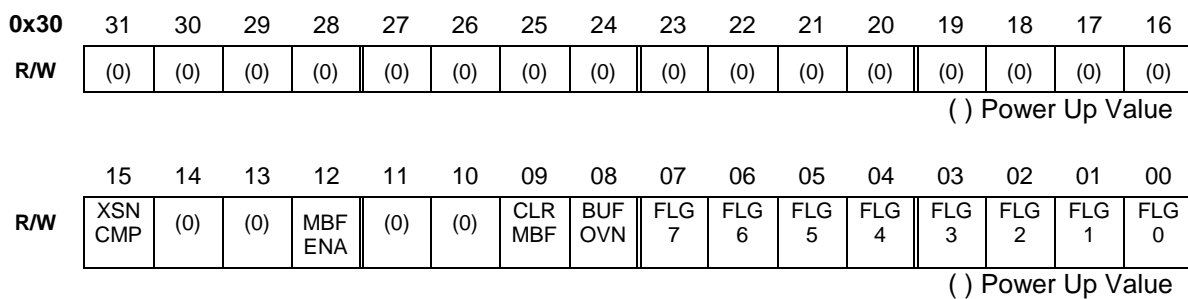 0x30 31 30 29 28 27 26 25 24 23 22 21 20 19 18 17 16
R/W (0) (0) (0) (0) (0) (0) (0) (0) (0) (0) (0) (0) (0) (0) (0) (0)
( ) Power Up Value
15 14 13 12 11 10 09 08 07 06 05 04 03 02 01 00
R/W XSN CMP (0) (0) MBF ENA (0) (0) CLR MBF BUF OVN FLG 7 FLG 6 FLG 5 FLG 4 FLG 3 FLG 2 FLG 1 FLG 0
( ) Power Up Value